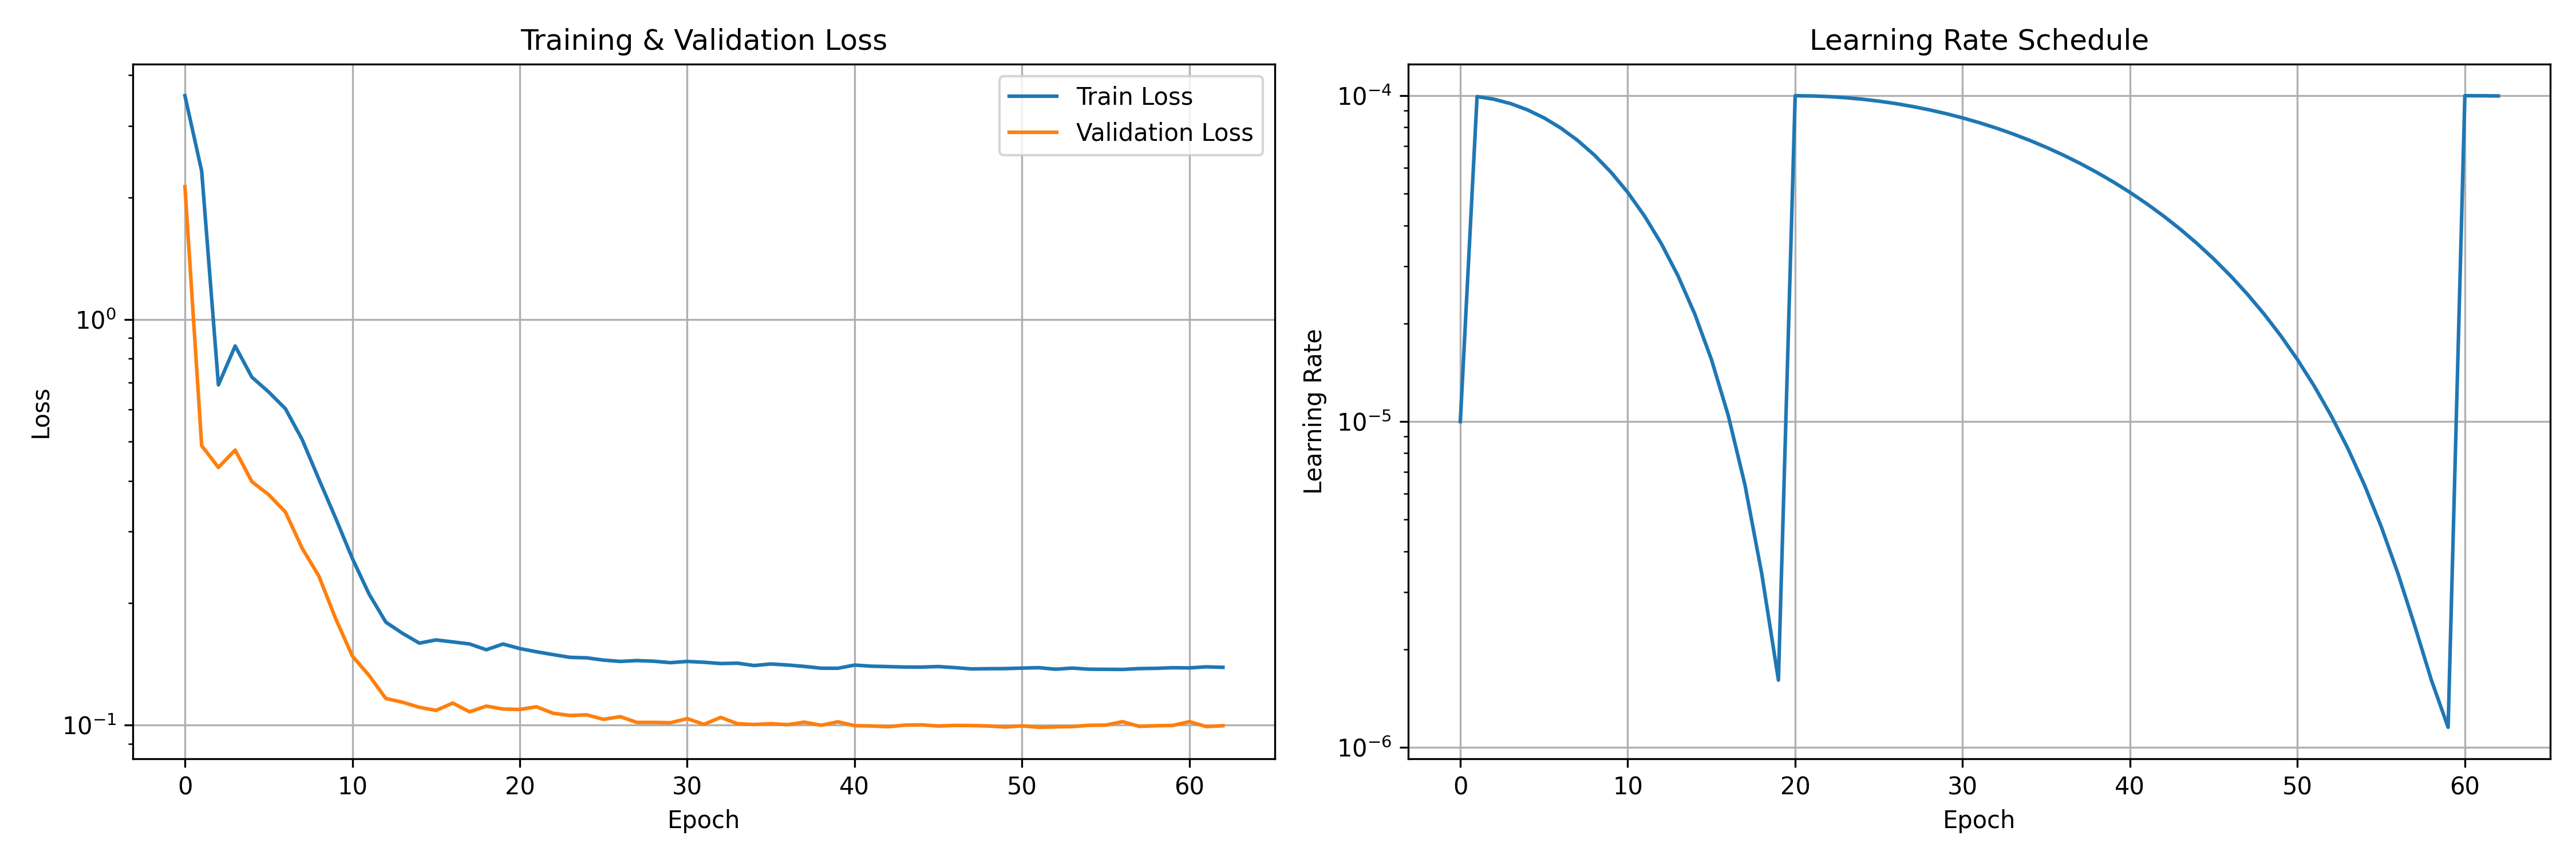 Training & Validation Loss
Train Loss
Validation Loss
10⁰
10⁻¹
Loss
0 10 20 30 40 50 60
Epoch
Learning Rate Schedule
10⁻⁴
10⁻⁵
10⁻⁶
Learning Rate
0 10 20 30 40 50 60
Epoch